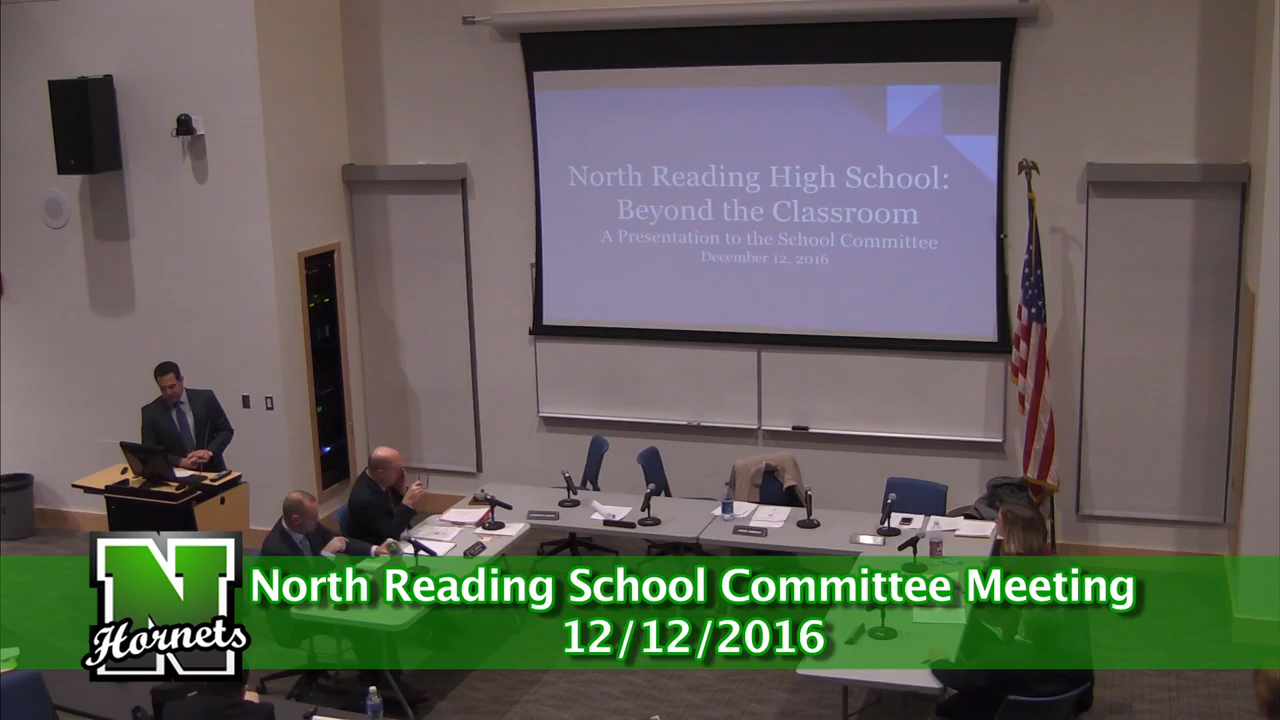 North Reading High School:
Beyond the Classroom
A Presentation to the School Committee
December 12, 2016
N
Hornets
North Reading School Committee Meeting
12/12/2016